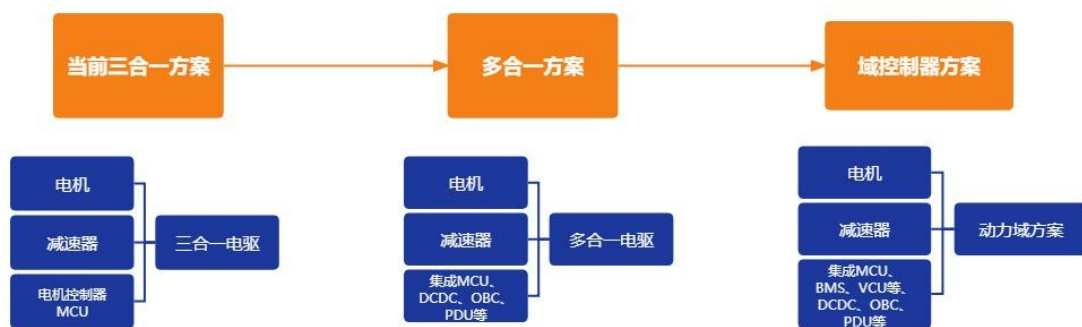 当前三合一方案
多合一方案
域控制器方案
电机
减速器
电机控制器
MCU
三合一电驱
电机
减速器
集成MCU、
DCDC、OBC、
PDU等
多合一电驱
电机
减速器
集成MCU、
BMS、VCU等、
DCDC、OBC、
PDU等
动力域方案